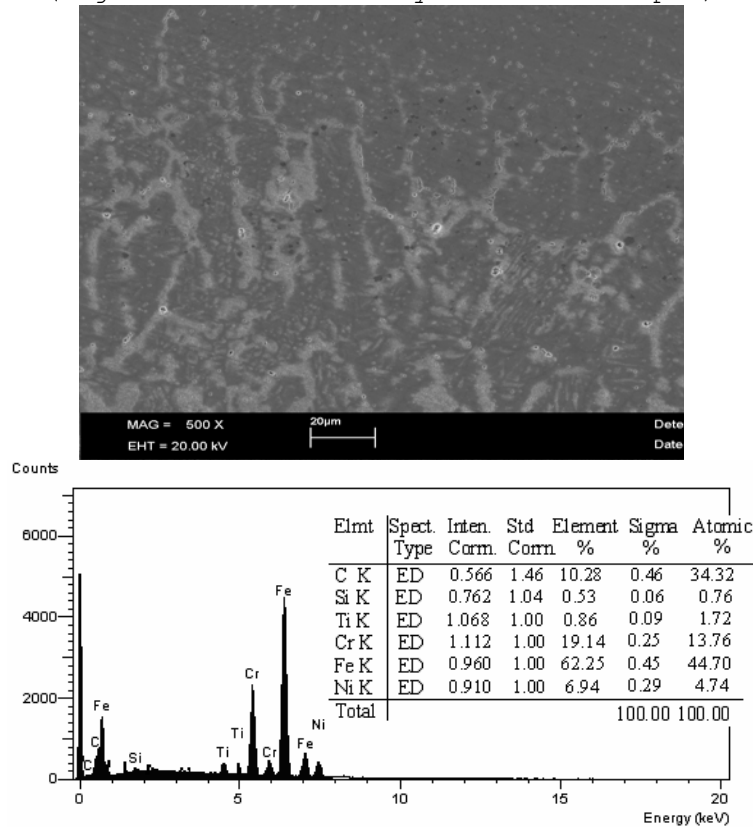 MAG = 500 X
20µm
Dete
EHT = 20.00 kV
Date
Counts
6000
4000
2000
0
Elmt Spect. Inten. Std Element Sigma Atomic
Type Corrn. Corrn % % %
C K ED 0.566 1.46 10.28 0.46 34.32
Si K ED 0.762 1.04 0.53 0.06 0.76
Ti K ED 1.068 1.00 0.86 0.09 1.72
Cr K ED 1.112 1.00 19.14 0.25 13.76
Fe K ED 0.960 1.00 62.25 0.45 44.70
Ni K ED 0.910 1.00 6.94 0.29 4.74
Total 100.00 100.00
Fe
Cr
Fe
Ni
Ti
Fe
C
C
Si
Ti
Cr
0 5 10 15 20
Energy (keV)